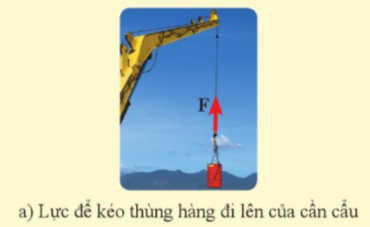 F
a) Lực để kéo thùng hàng đi lên của cần cẩu